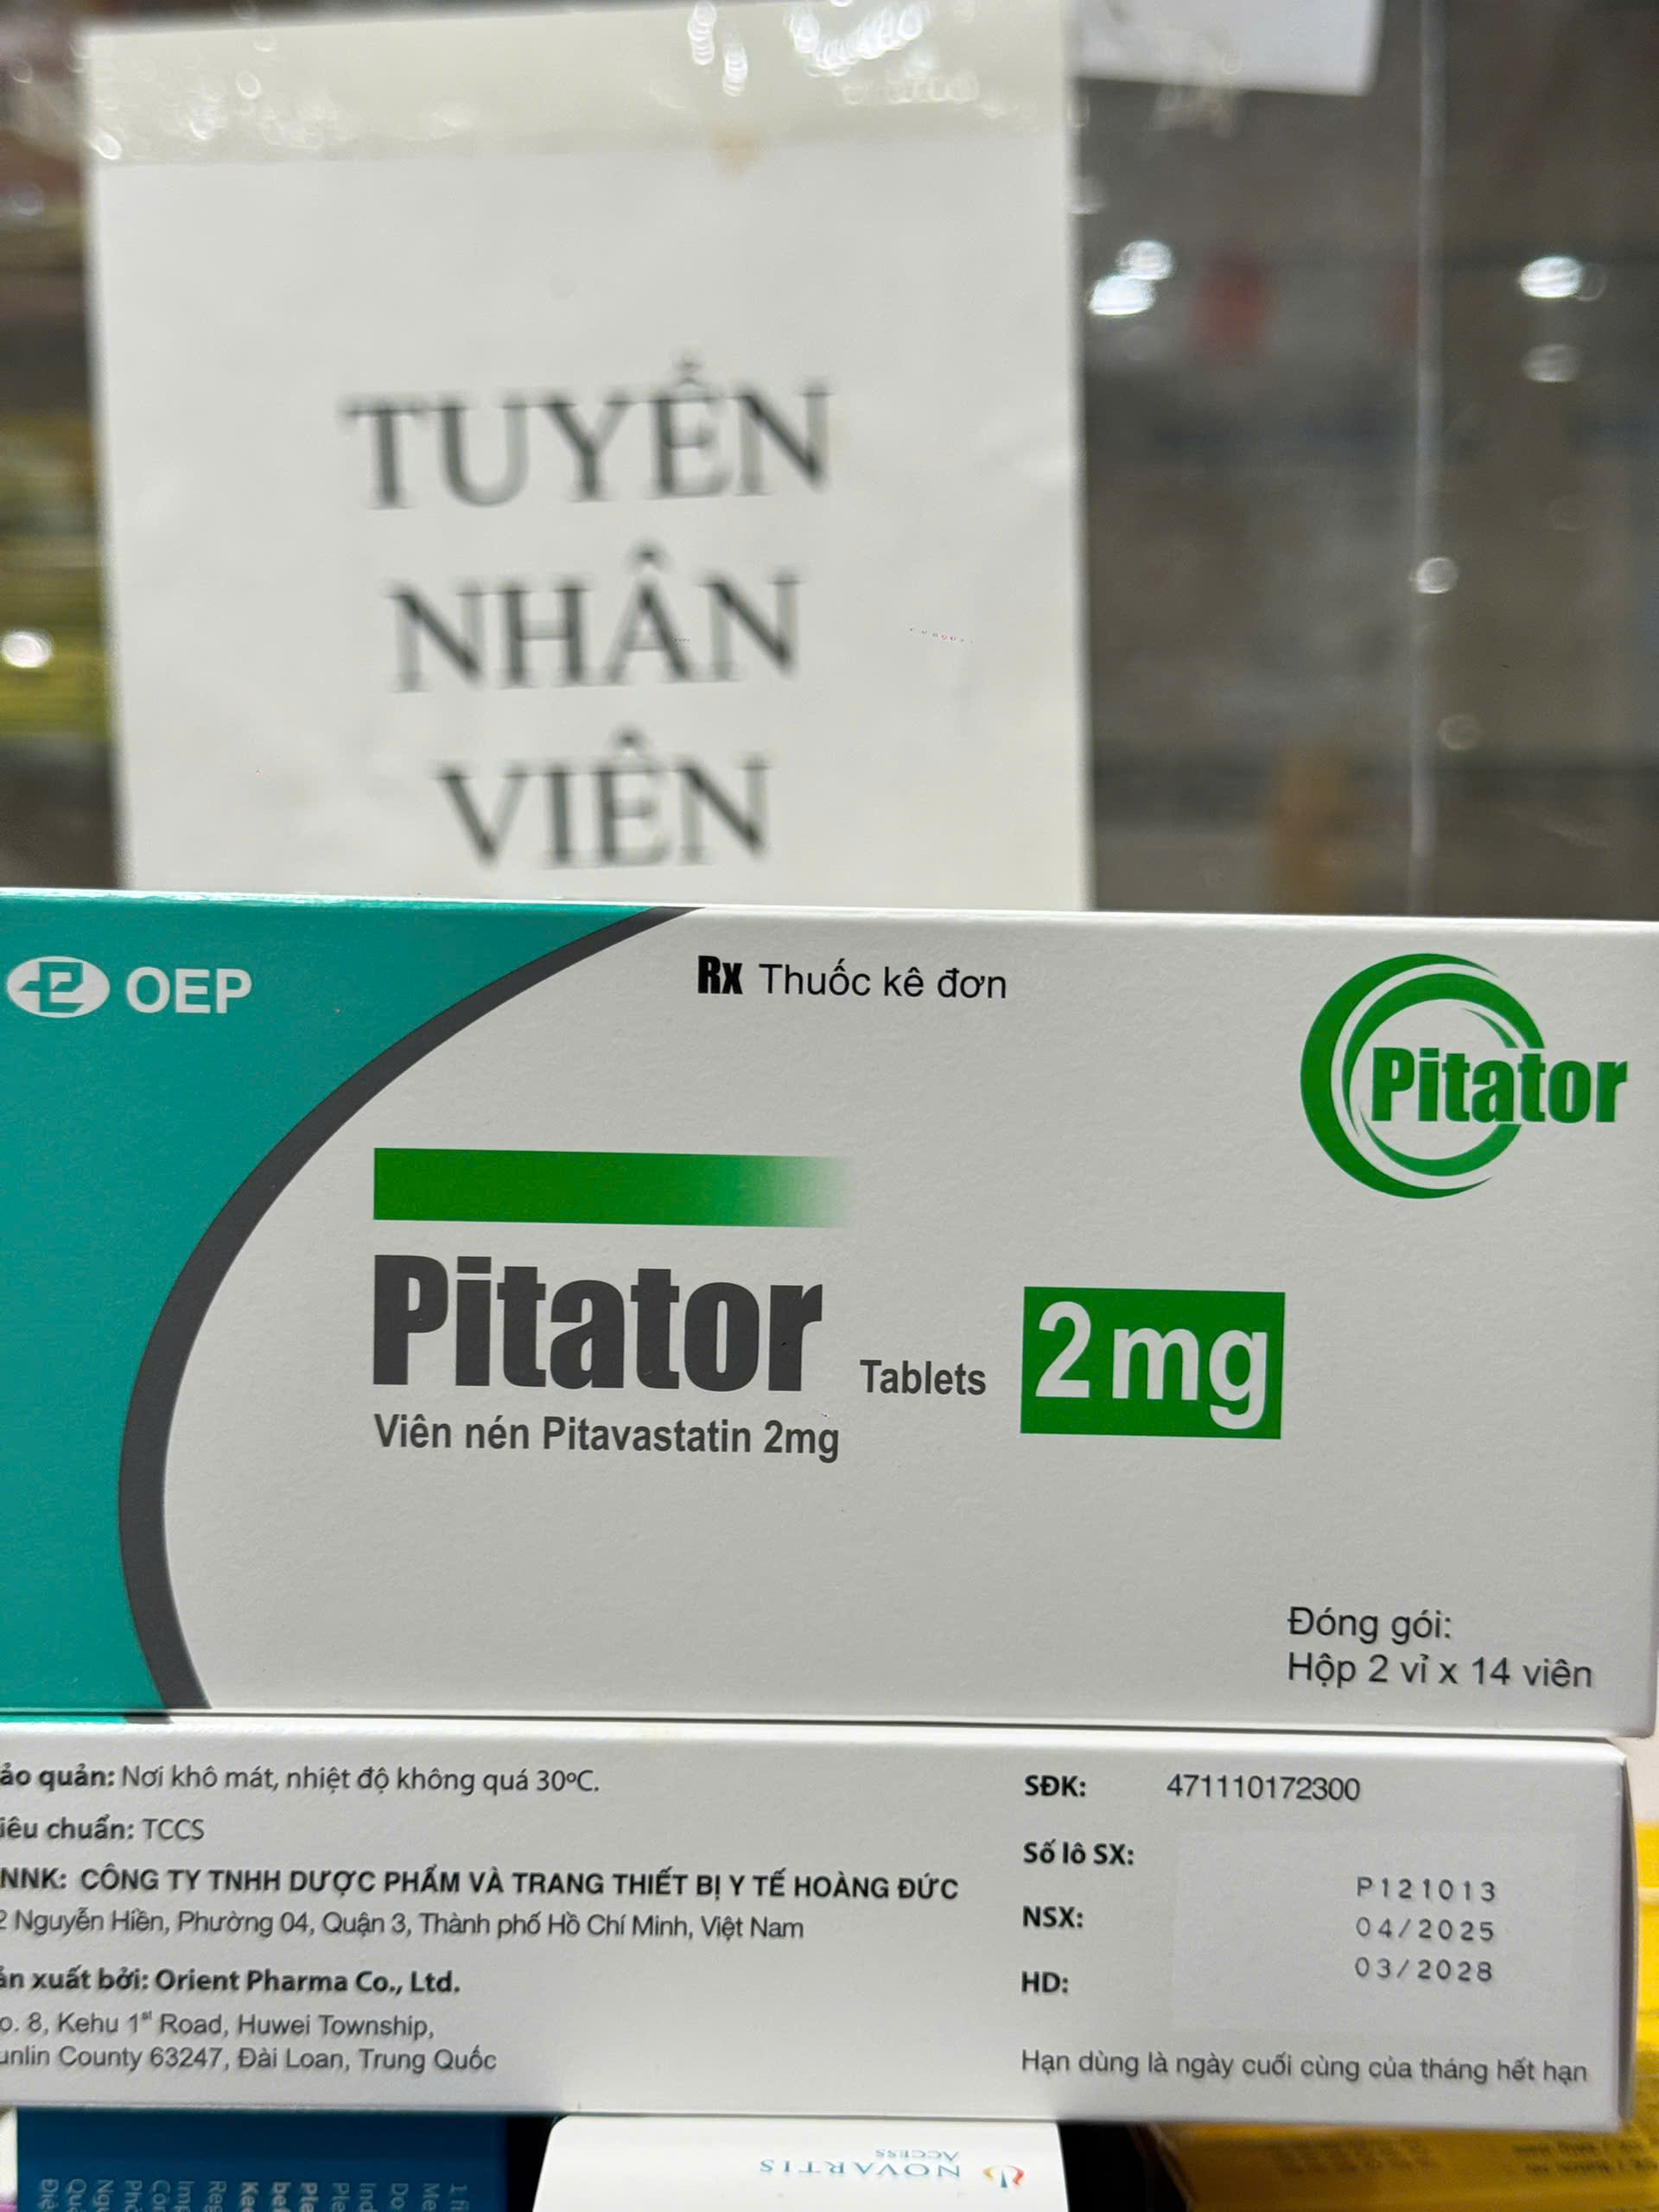 TUYỂN
NHÂN
VIÊN
OEP
Rx Thuốc kê đơn
Pitator
Pitator Tablets 2mg
Viên nén Pitavastatin 2mg
Đóng gói:
Hộp 2 vỉ x 14 viên
ảo quản: Nơi khô mát, nhiệt độ không quá 30ºC.
iêu chuẩn: TCCS
NNK: CÔNG TY TNHH DƯỢC PHẨM VÀ TRANG THIẾT BỊ Y TẾ HOÀNG ĐỨC
2 Nguyễn Hiền, Phường 04, Quận 3, Thành phố Hồ Chí Minh, Việt Nam
ản xuất bởi: Orient Pharma Co., Ltd.
o. 8, Kehu 1st Road, Huwei Township,
unlin County 63247, Đài Loan, Trung Quốc
SĐK: 471110172300
Số lô SX: P121013
NSX: 04/2025
HD: 03/2028
Hạn dùng là ngày cuối cùng của tháng hết hạn
NOVARTIS
ACCESS